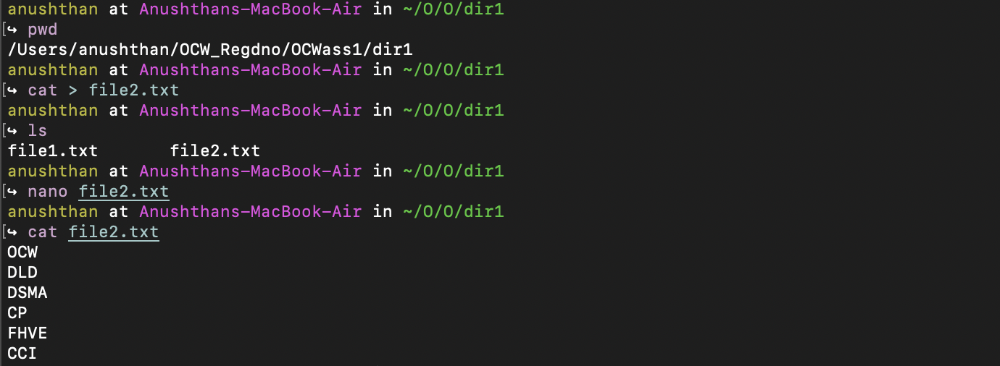 anushthan at Anushthans-MacBook-Air in ~/O/O/dir1
[↪ pwd
/Users/anushthan/OCW_Regdno/OCWass1/dir1
anushthan at Anushthans-MacBook-Air in ~/O/O/dir1
[↪ cat > file2.txt
anushthan at Anushthans-MacBook-Air in ~/O/O/dir1
[↪ ls
file1.txt       file2.txt
anushthan at Anushthans-MacBook-Air in ~/O/O/dir1
[↪ nano file2.txt
anushthan at Anushthans-MacBook-Air in ~/O/O/dir1
[↪ cat file2.txt
OCW
DLD
DSMA
CP
FHVE
CCI